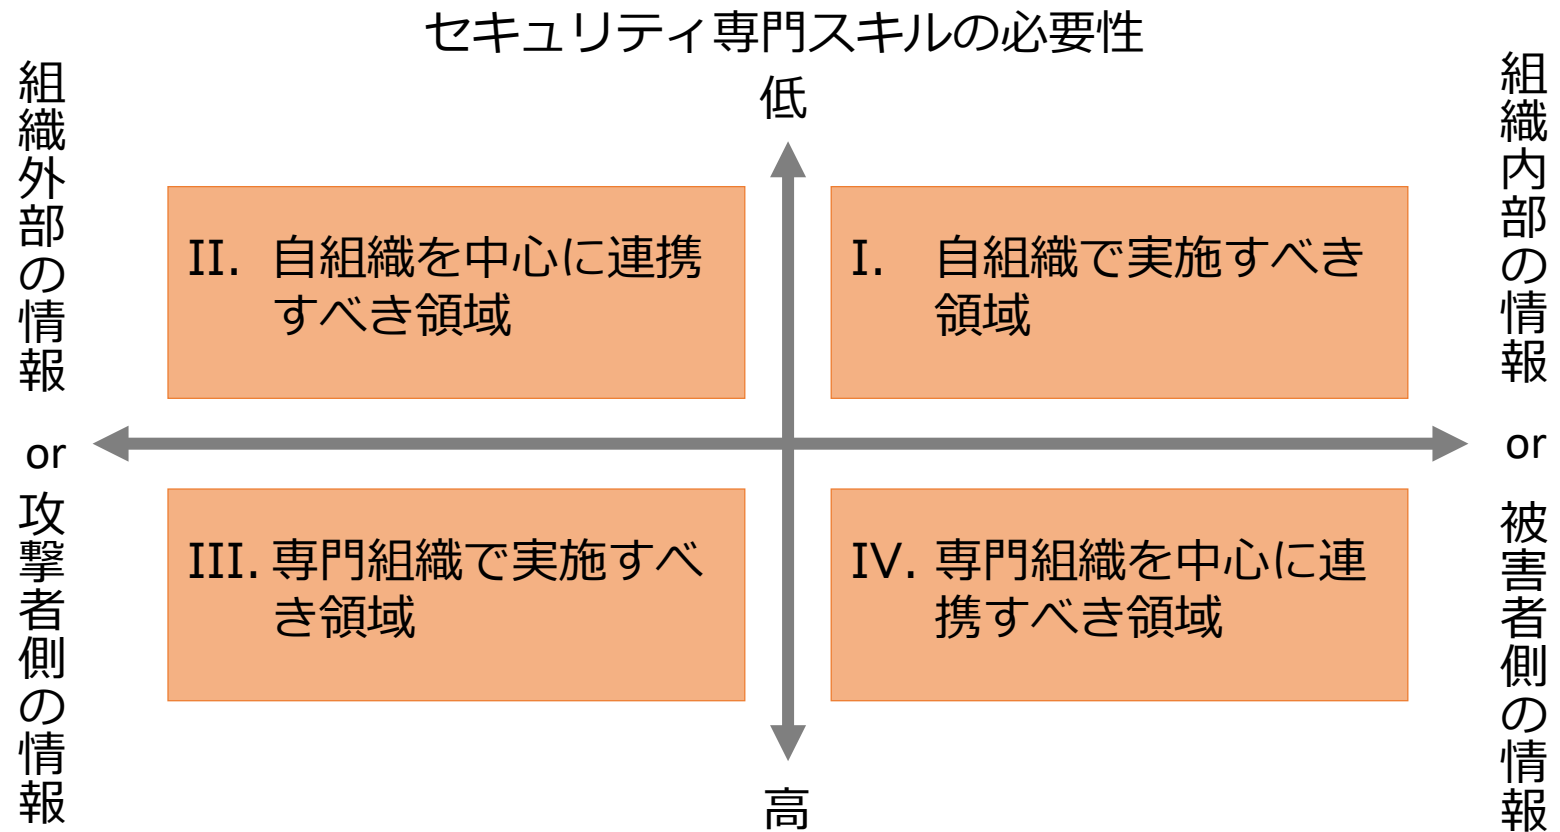 セキュリティ専門スキルの必要性
低
組織外部の情報 or 攻撃者側の情報
II. 自組織を中心に連携
すべき領域
I. 自組織で実施すべき
領域
組織内部の情報 or 被害者側の情報
III. 専門組織で実施すべ
き領域
IV. 専門組織を中心に連
携すべき領域
高